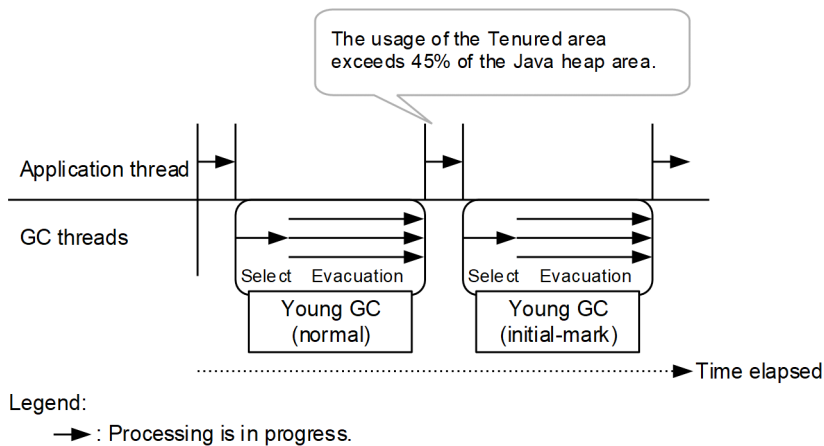 The usage of the Tenured area
exceeds 45% of the Java heap area.
Application thread
GC threads
Select Evacuation
Select Evacuation
Young GC
(normal)
Young GC
(initial-mark)
Time elapsed
Legend:
: Processing is in progress.